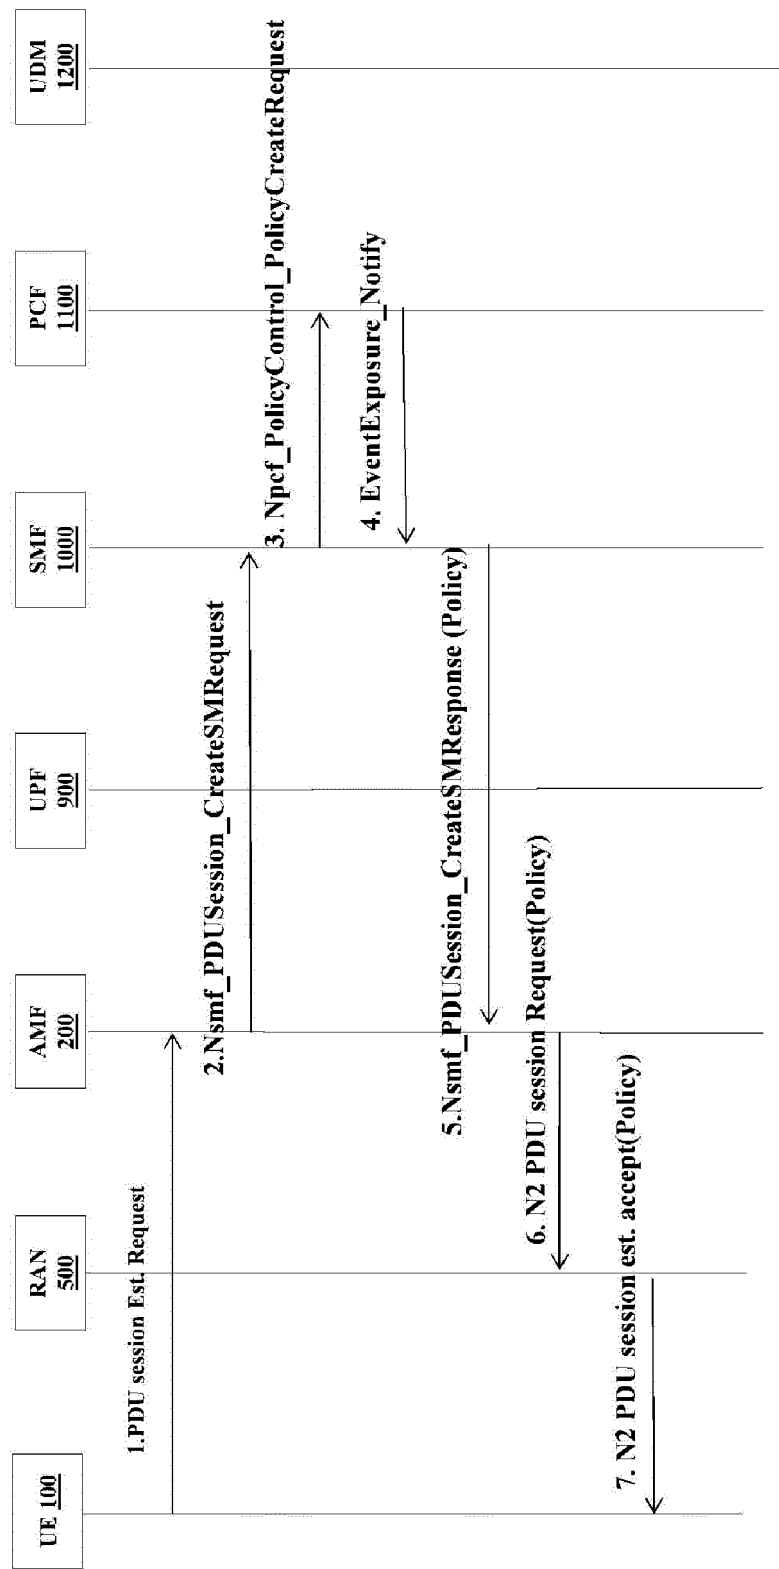 UE 100
RAN
500
AMF
200
UPF
900
SMF
1000
PCF
1100
UDM
1200
1.PDU session Est. Request
2.Nsmf_PDUSession_CreateSMRequest
3. Npcf_PolicyControl_PolicyCreateRequest
4. EventExposure_Notify
5.Nsmf_PDUSession_CreateSMResponse (Policy)
6. N2 PDU session Request(Policy)
7. N2 PDU session est. accept(Policy)